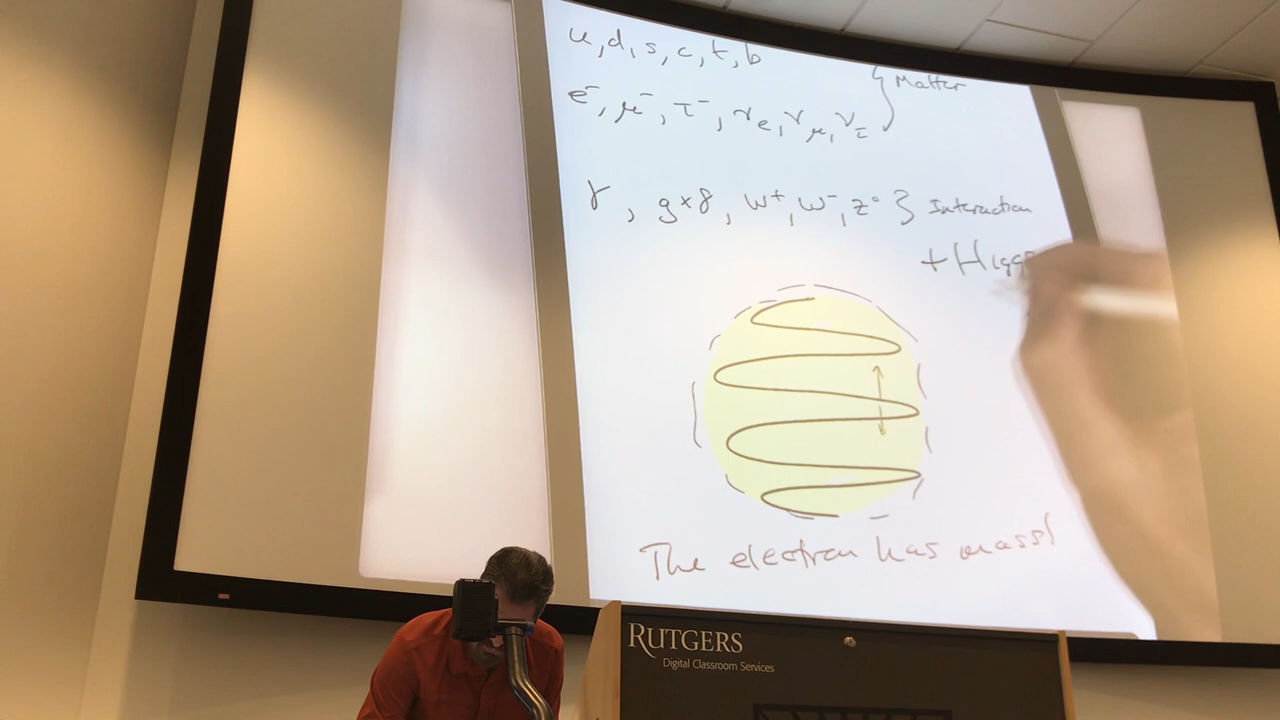 u, d, s, c, t, b
e⁻, μ⁻, τ⁻, νe, νμ, ντ } Matter
γ, g×8, W⁺, W⁻, Z⁰ } Interaction
+ Higgs
The electron has mass!
RUTGERS
Digital Classroom Services